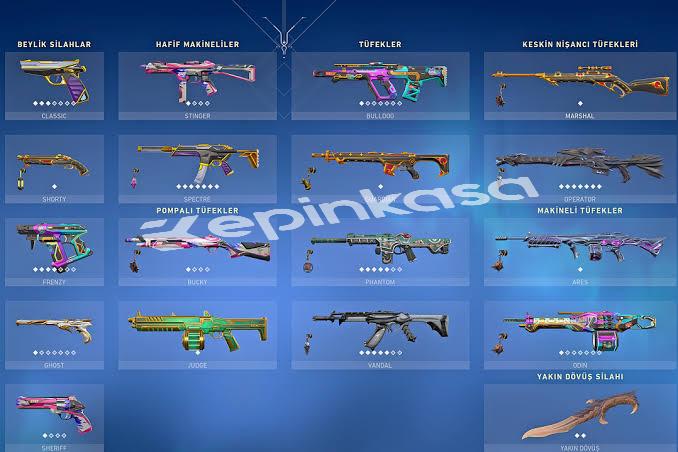 BEYLİK SİLAHLAR
HAFİF MAKİNELİLER
TÜFEKLER
KESKİN NİŞANCI TÜFEKLERİ
CLASSIC
STINGER
BULLDOG
MARSHAL
SHORTY
SPECTRE
GUARDIAN
OPERATOR
epinkasa
POMPALI TÜFEKLER
MAKİNELİ TÜFEKLER
FRENZY
BUCKY
PHANTOM
ARES
GHOST
JUDGE
VANDAL
ODIN
YAKIN DÖVÜŞ SİLAHI
SHERIFF
YAKIN DÖVÜŞ